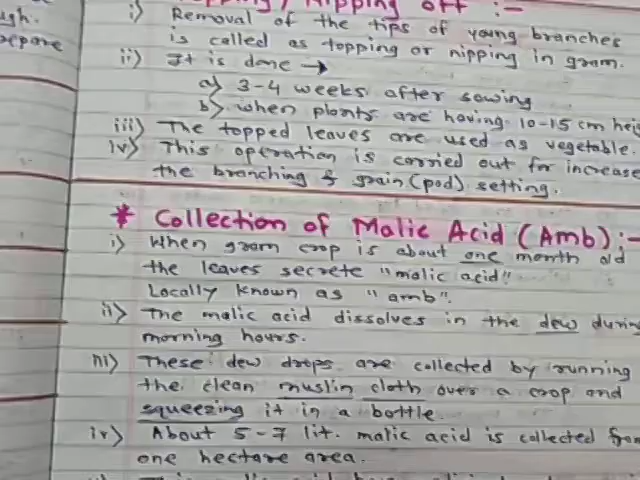 Nipping off :-
i) Removal of the tips of young branches
is called as topping or nipping in gram.
ii) It is done →
a) 3-4 weeks after sowing
b) when plants are having 10-15 cm
iii) The topped leaves are used as vegetable.
iv) This operation is carried out for increase
the branching & grain (pod) setting.
* Collection of Malic Acid (Amb) :-
i) When gram crop is about one month old
the leaves secrete "malic acid"
Locally known as "amb".
ii) The malic acid dissolves in the dew during
morning hours.
iii) These dew drops are collected by running
the clean muslin cloth over a crop and
squeezing it in a bottle.
iv) About 5-7 lit. malic acid is collected from
one hectare area.